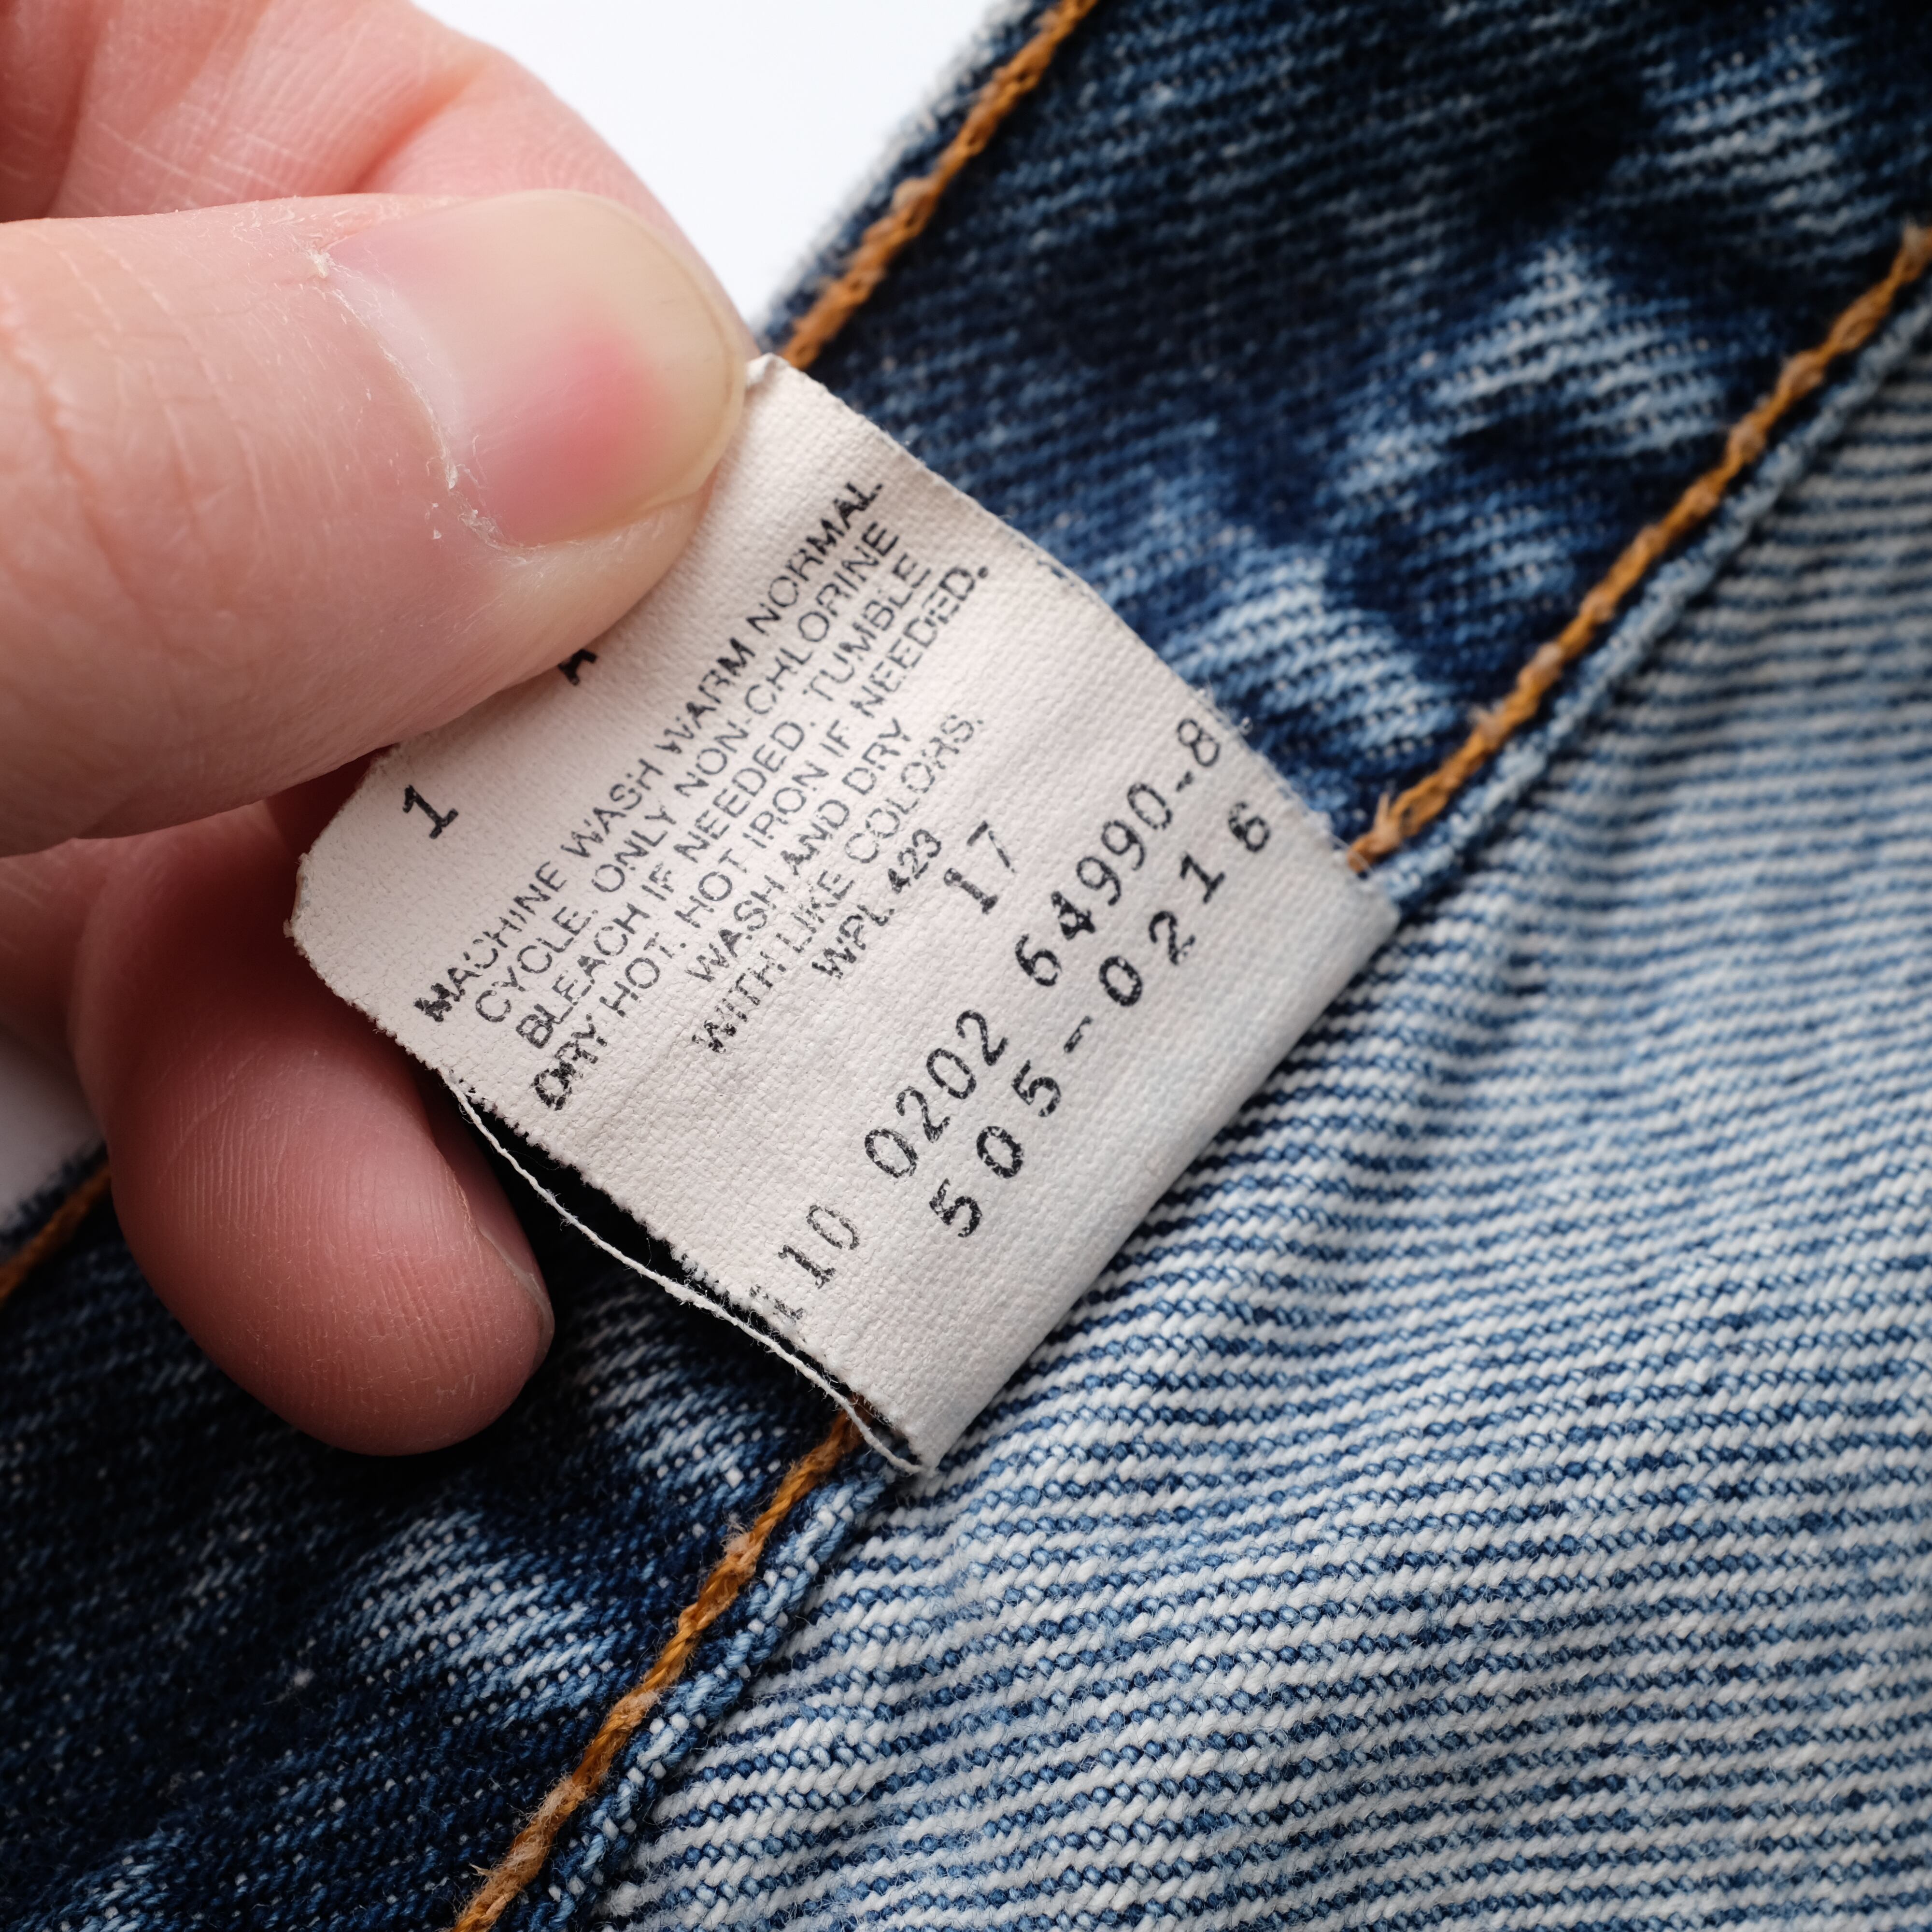 1 A
MACHINE WASH WARM NORMAL
CYCLE. ONLY NON-CHLORINE
BLEACH IF NEEDED. TUMBLE
DRY HOT. HOT IRON IF NEEDED.
WASH AND DRY
WITH LIKE COLORS.
WPL 423
17
110 0202 64990-8
505-0216